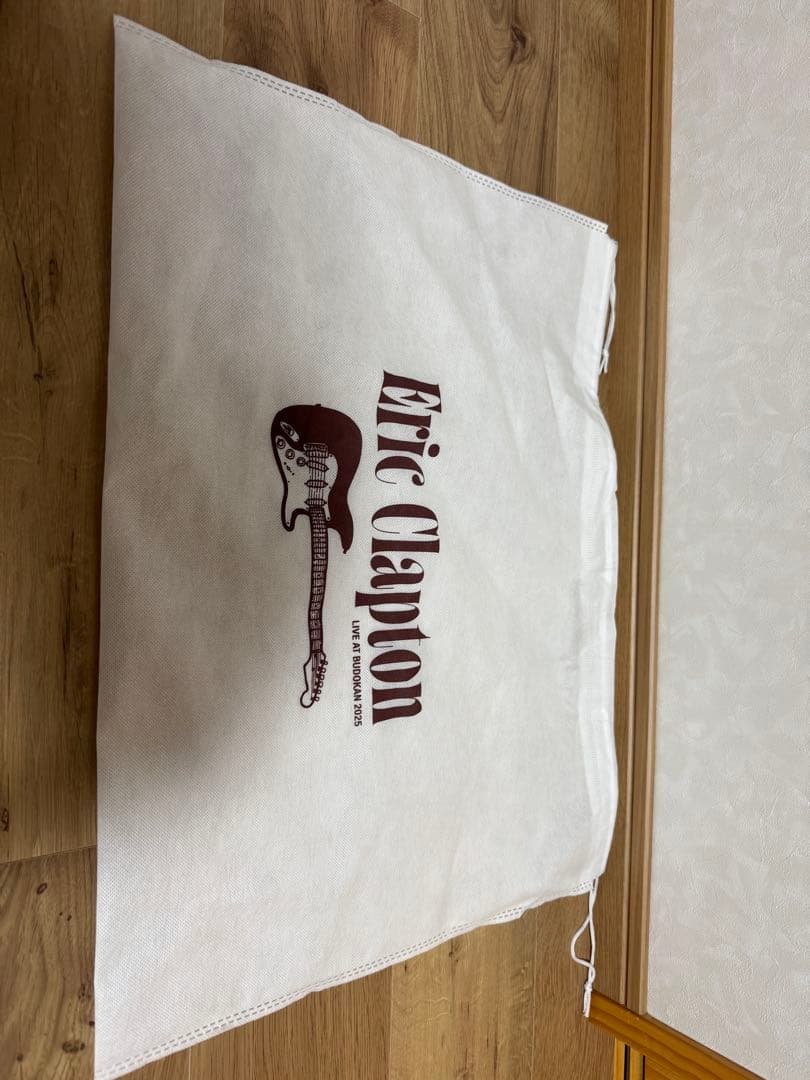 Eric Clapton
LIVE AT BUDOKAN 2025